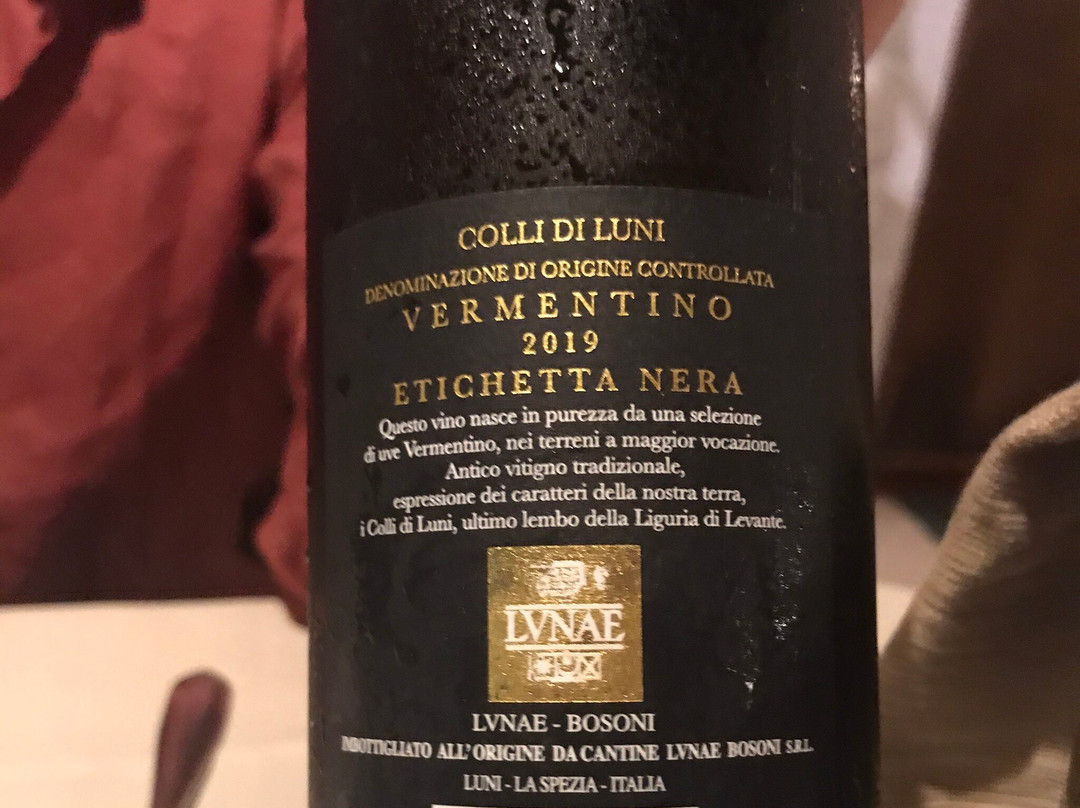 COLLI DI LUNI
DENOMINAZIONE DI ORIGINE CONTROLLATA
VERMENTINO
2019
ETICHETTA NERA
Questo vino nasce in purezza da una selezione
di uve Vermentino, nei terreni a maggior vocazione.
Antico vitigno tradizionale,
espressione dei caratteri della nostra terra,
i Colli di Luni, ultimo lembo della Liguria di Levante.
LVNAE
LVNAE - BOSONI
IMBOTTIGLIATO ALL'ORIGINE DA CANTINE LVNAE BOSONI S.R.L.
LUNI - LA SPEZIA - ITALIA